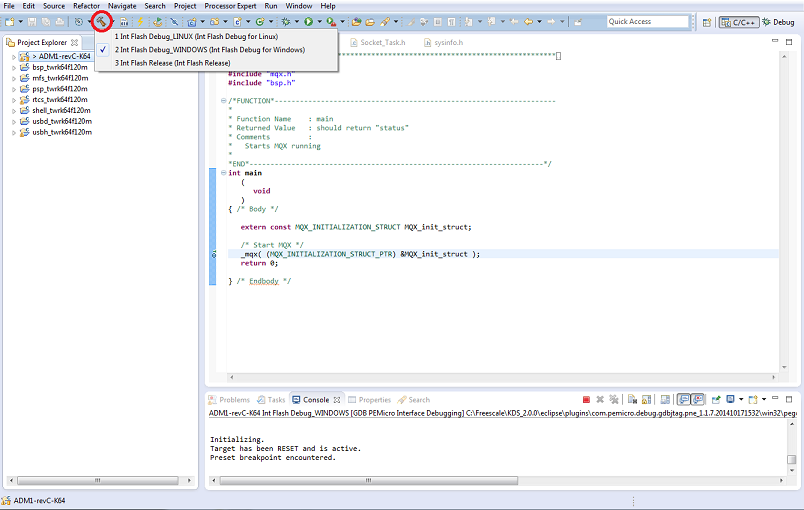 File Edit Source Refactor Navigate Search Project Processor Expert Run Window Help
Quick Access C/C++ Debug
Project Explorer
1 Int Flash Debug_LINUX (Int Flash Debug for Linux)
2 Int Flash Debug_WINDOWS (Int Flash Debug for Windows)
3 Int Flash Release (Int Flash Release)
Socket_Task.h sysinfo.h
> ADM1-revC-K64
bsp_twrk64f120m
mfs_twrk64f120m
psp_twrk64f120m
rtcs_twrk64f120m
shell_twrk64f120m
usbd_twrk64f120m
usbh_twrk64f120m
#include "mqx.h"
#include "bsp.h"
/*FUNCTION*--------------------------------------------------------------------
*
* Function Name : main
* Returned Value : should return "status"
* Comments :
* Starts MQX running
*
*END*-----------------------------------------------------------------------*/
int main
(
void
)
{ /* Body */
extern const MQX_INITIALIZATION_STRUCT MQX_init_struct;
/* Start MQX */
_mqx( (MQX_INITIALIZATION_STRUCT_PTR) &MQX_init_struct );
return 0;
} /* Endbody */
Problems Tasks Console Properties Search
ADM1-revC-K64 Int Flash Debug_WINDOWS [GDB PEMicro Interface Debugging] C:\Freescale\KDS_2.0.0\eclipse\plugins\com.pemicro.debug.gdbjtag.pne_1.1.7.201410171532\win32\pego
Initializing.
Target has been RESET and is active.
Preset breakpoint encountered.
ADM1-revC-K64